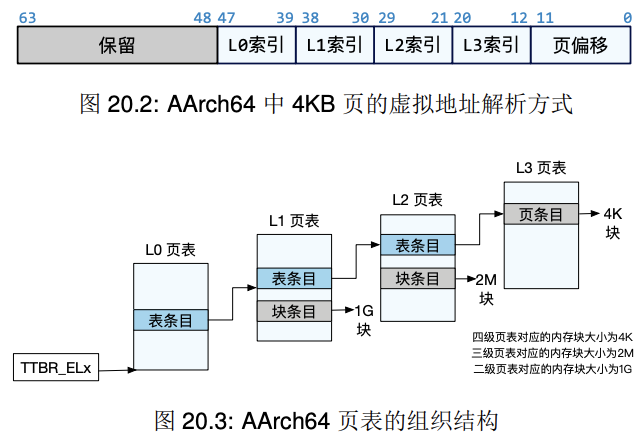 63 48 47 39 38 30 29 21 20 12 11 0
保留 L0索引 L1索引 L2索引 L3索引 页偏移
图 20.2: AArch64 中 4KB 页的虚拟地址解析方式
L3 页表
L2 页表
页条目 4K
块
L1 页表
表条目
L0 页表
表条目
块条目 2M
块
表条目
块条目 1G
块
四级页表对应的内存块大小为4K
三级页表对应的内存块大小为2M
二级页表对应的内存块大小为1G
TTBR_ELx
图 20.3: AArch64 页表的组织结构